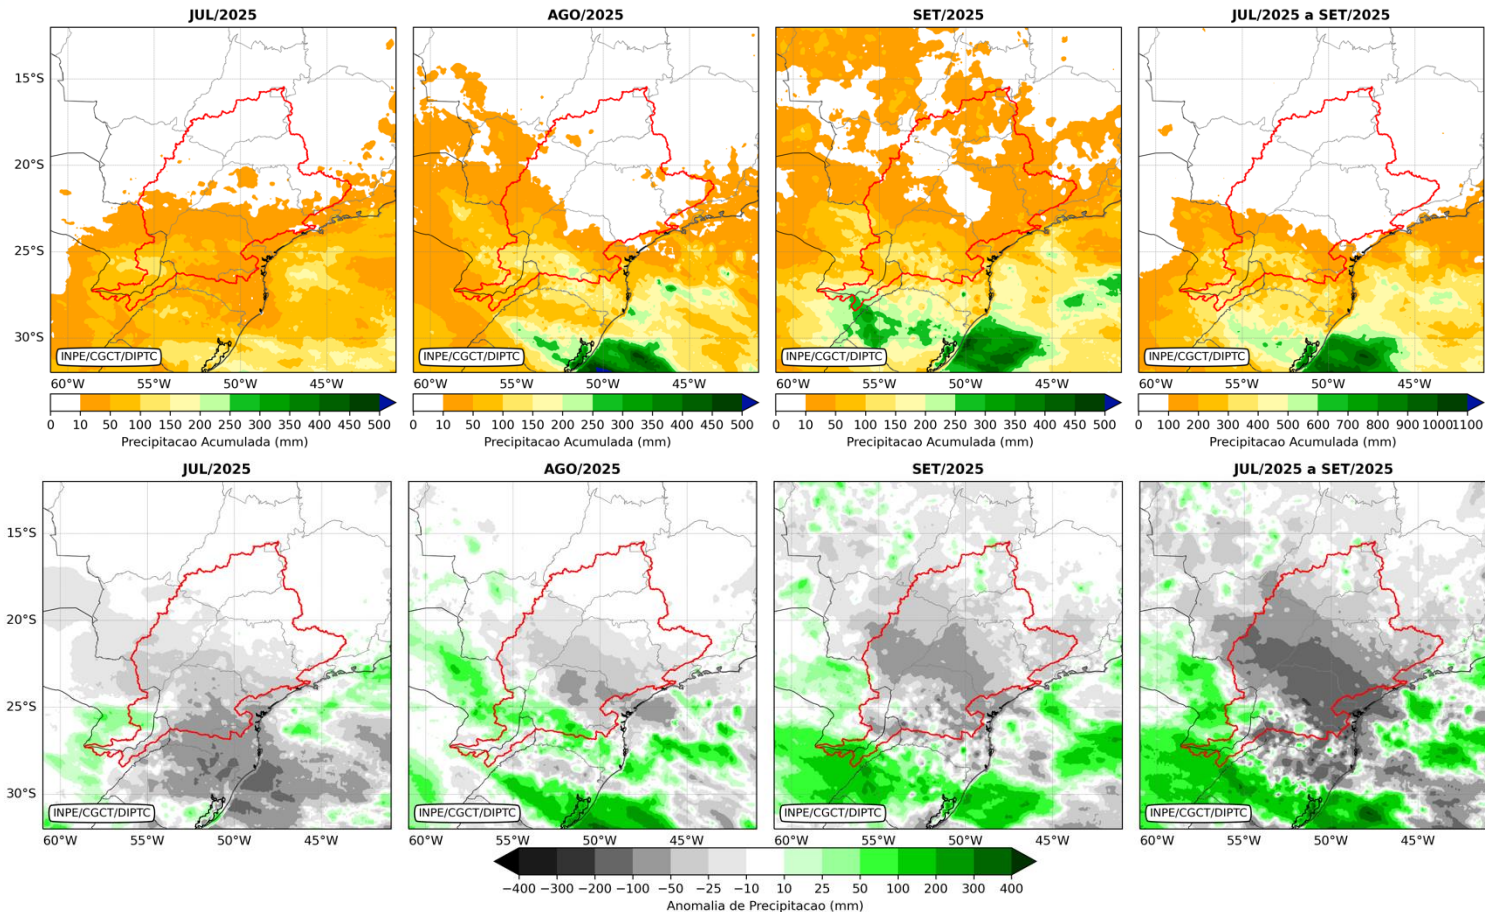 JUL/2025 AGO/2025 SET/2025 JUL/2025 a SET/2025
15°S
20°S
25°S
30°S
INPE/CGCT/DIPTC INPE/CGCT/DIPTC INPE/CGCT/DIPTC INPE/CGCT/DIPTC
60°W 55°W 50°W 45°W 60°W 55°W 50°W 45°W 60°W 55°W 50°W 45°W 60°W 55°W 50°W 45°W
0 10 50 100 150 200 250 300 350 400 450 500 0 10 50 100 150 200 250 300 350 400 450 500 0 10 50 100 150 200 250 300 350 400 450 500 0 100 200 300 400 500 600 700 800 900 1000 1100
Precipitacao Acumulada (mm) Precipitacao Acumulada (mm) Precipitacao Acumulada (mm) Precipitacao Acumulada (mm)
JUL/2025 AGO/2025 SET/2025 JUL/2025 a SET/2025
15°S
20°S
25°S
30°S
INPE/CGCT/DIPTC INPE/CGCT/DIPTC INPE/CGCT/DIPTC INPE/CGCT/DIPTC
60°W 55°W 50°W 45°W 60°W 55°W 50°W 45°W 60°W 55°W 50°W 45°W 60°W 55°W 50°W 45°W
−400 −300 −200 −100 −50 −25 −10 10 25 50 100 200 300 400
Anomalia de Precipitacao (mm)